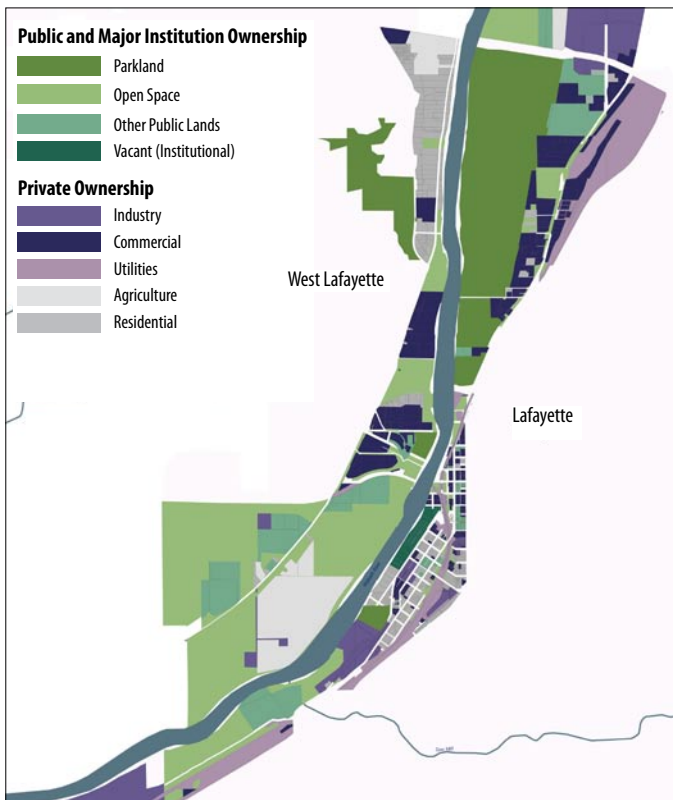 Public and Major Institution Ownership
Parkland
Open Space
Other Public Lands
Vacant (Institutional)
Private Ownership
Industry
Commercial
Utilities
Agriculture
Residential
West Lafayette
Lafayette